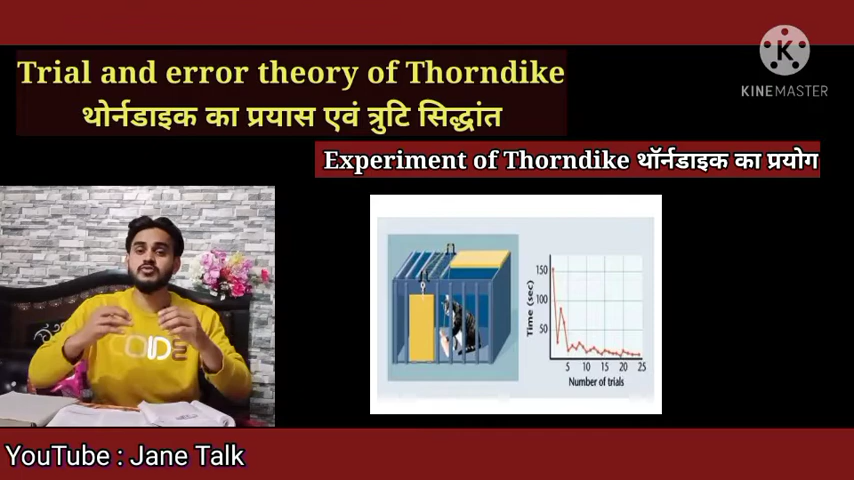 Trial and error theory of Thorndike
थोर्नडाइक का प्रयास एवं त्रुटि सिद्धांत
K
KINEMASTER
Experiment of Thorndike थॉर्नडाइक का प्रयोग
CODE
Time (sec)
150
100
50
5 10 15 20 25
Number of trials
YouTube : Jane Talk